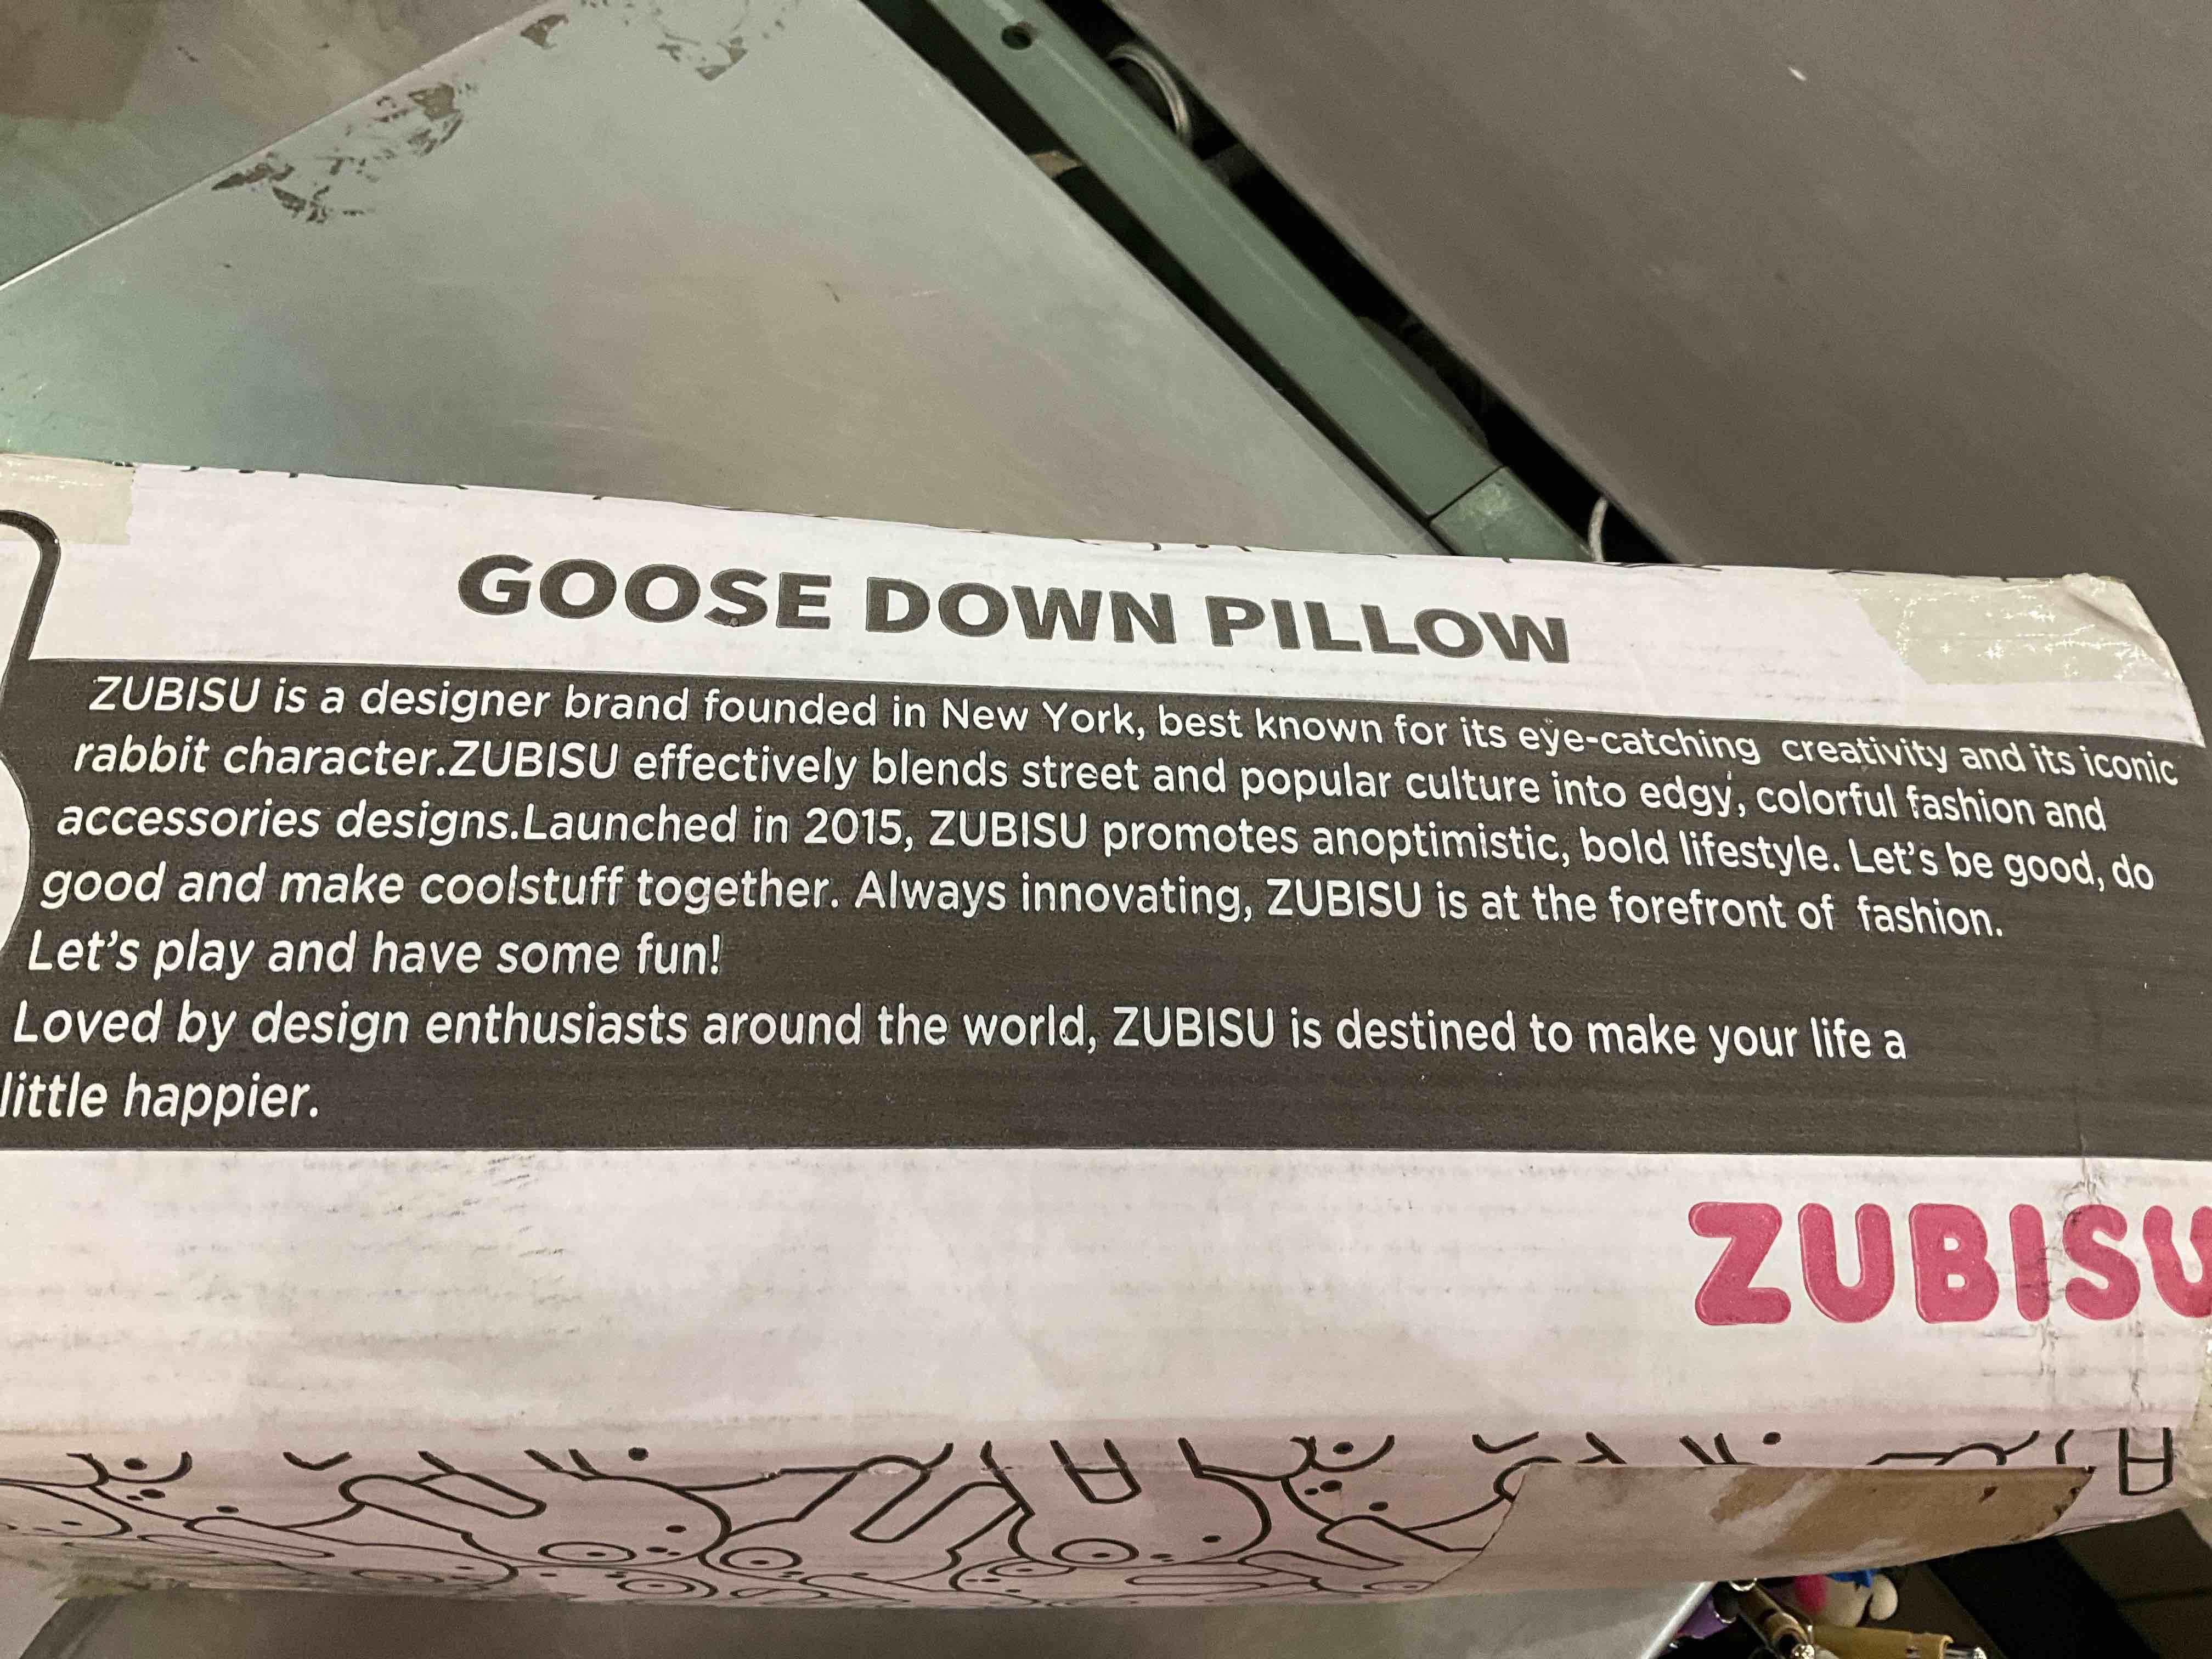 GOOSE DOWN PILLOW
ZUBISU is a designer brand founded in New York, best known for its eye-catching creativity and its iconic
rabbit character.ZUBISU effectively blends street and popular culture into edgy, colorful fashion and
accessories designs.Launched in 2015, ZUBISU promotes anoptimistic, bold lifestyle. Let's be good, do
good and make coolstuff together. Always innovating, ZUBISU is at the forefront of fashion.
Let's play and have some fun!
Loved by design enthusiasts around the world, ZUBISU is destined to make your life a
little happier.
ZUBISU